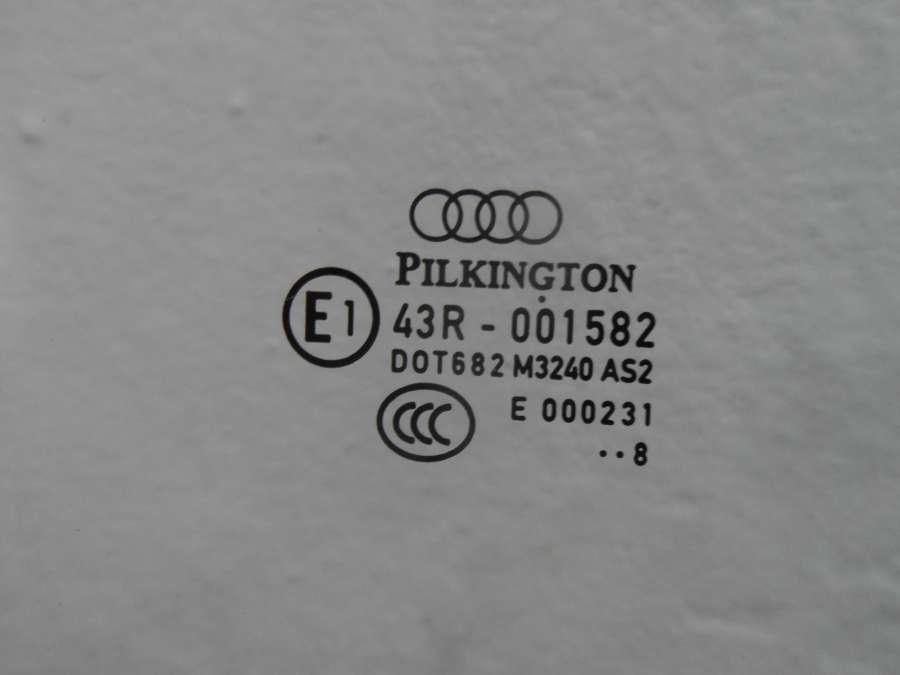 PILKINGTON
E1 43R - 001582
DOT682 M3240 AS2
CCC E 000231
··8